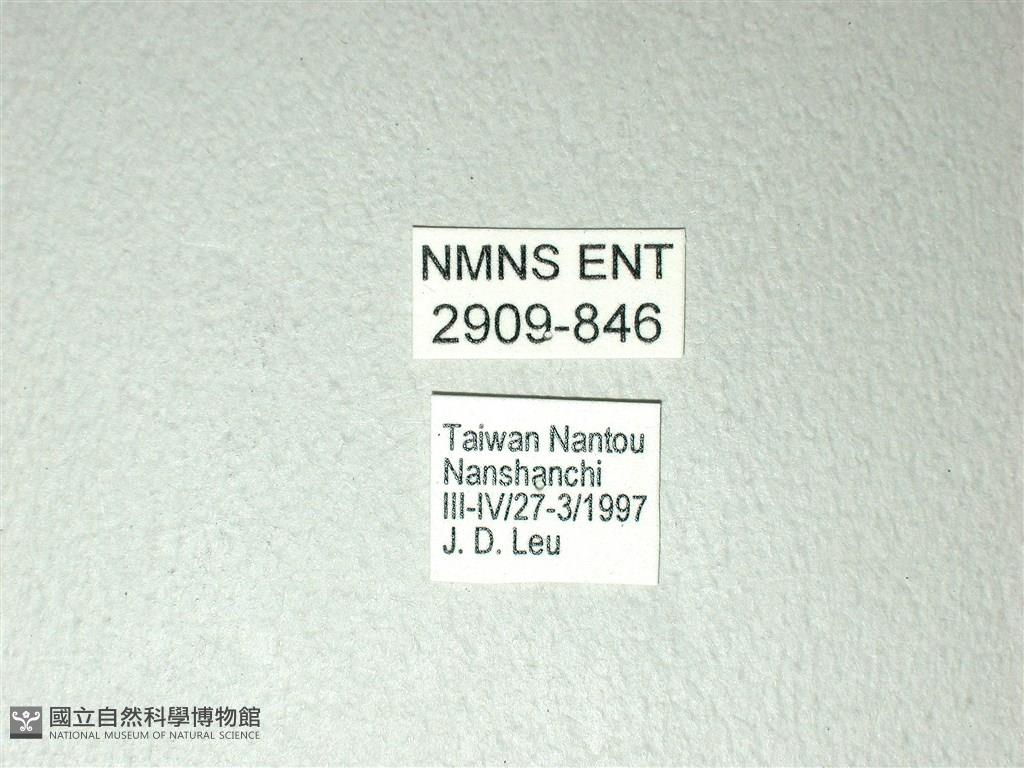 NMNS ENT
2909-846
Taiwan Nantou
Nanshanchi
III-IV/27-3/1997
J. D. Leu
國立自然科學博物館
NATIONAL MUSEUM OF NATURAL SCIENCE